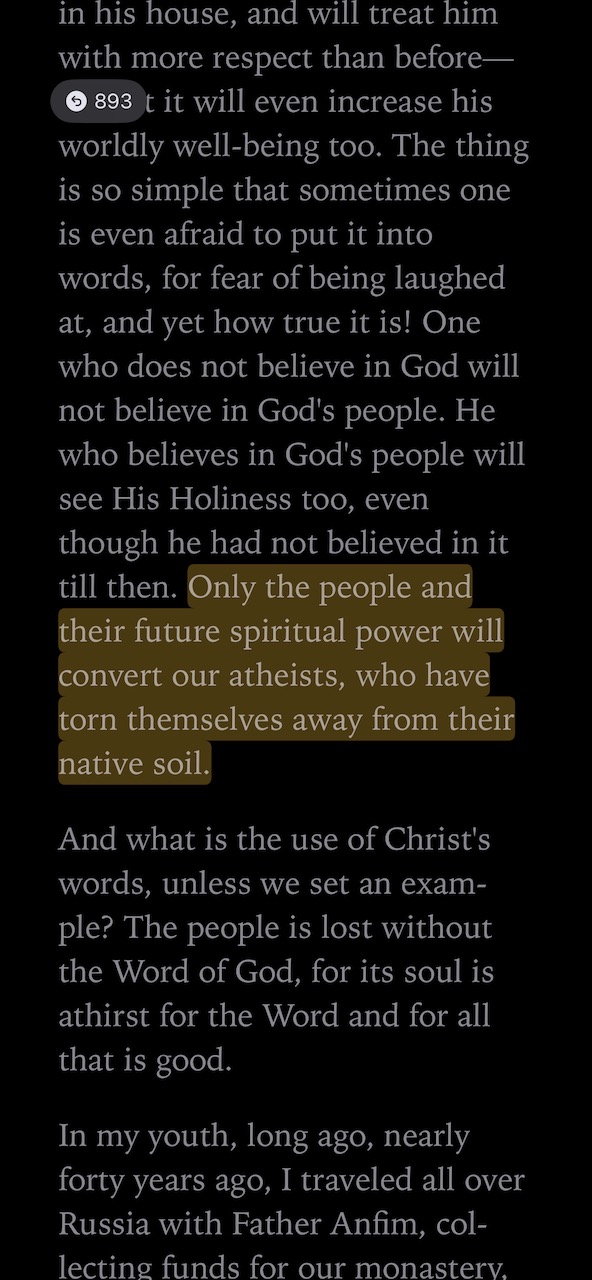 in his house, and will treat him
with more respect than before—
893 t it will even increase his
worldly well-being too. The thing
is so simple that sometimes one
is even afraid to put it into
words, for fear of being laughed
at, and yet how true it is! One
who does not believe in God will
not believe in God's people. He
who believes in God's people will
see His Holiness too, even
though he had not believed in it
till then. Only the people and
their future spiritual power will
convert our atheists, who have
torn themselves away from their
native soil.
And what is the use of Christ's
words, unless we set an exam-
ple? The people is lost without
the Word of God, for its soul is
athirst for the Word and for all
that is good.
In my youth, long ago, nearly
forty years ago, I traveled all over
Russia with Father Anfim, col-
lecting funds for our monastery,